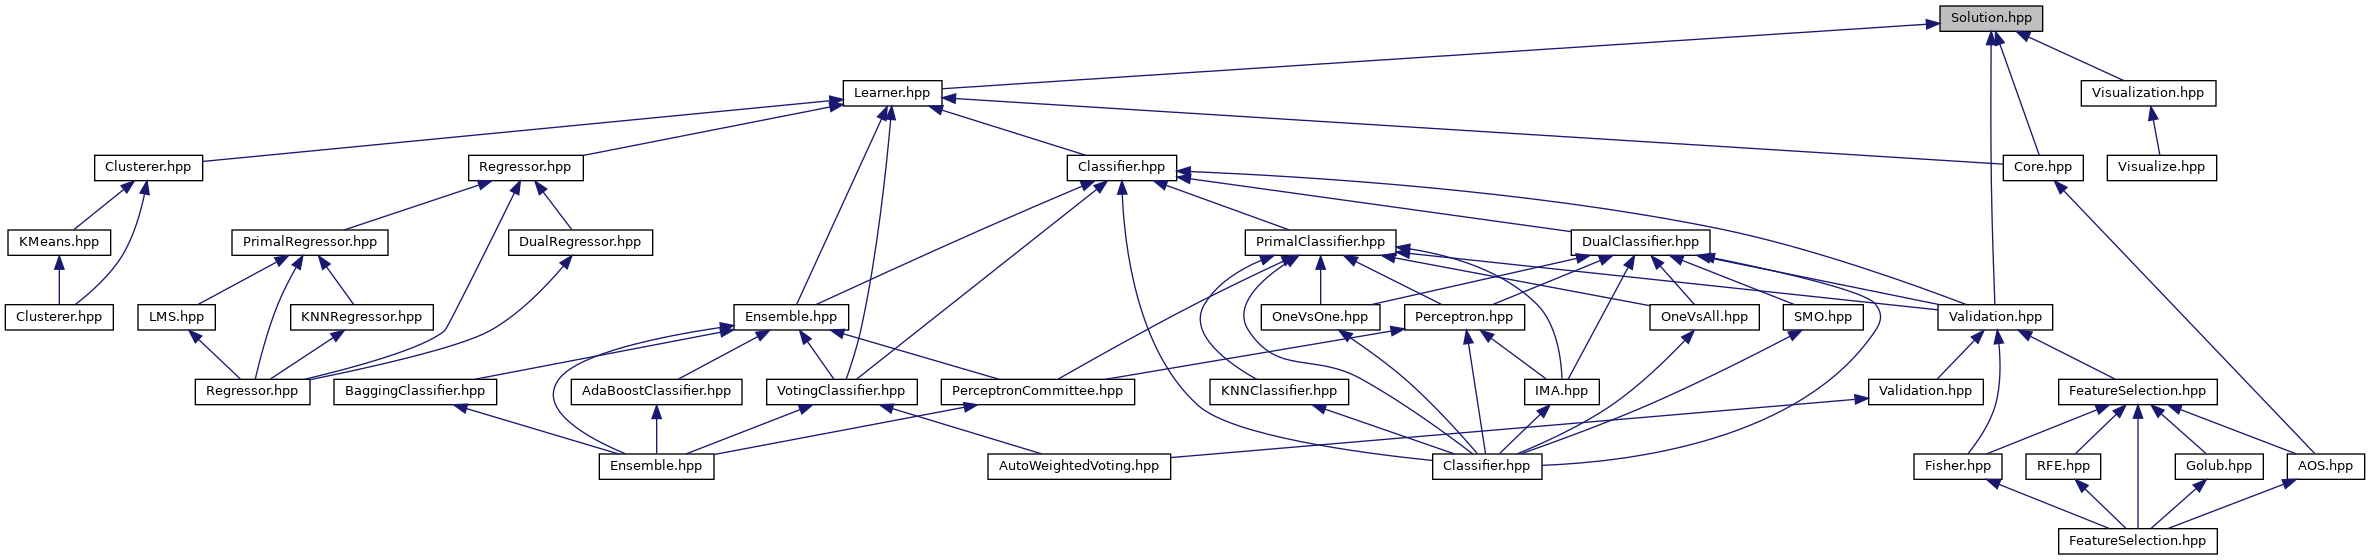 Solution.hpp
Learner.hpp
Visualization.hpp
Clusterer.hpp
Regressor.hpp
Classifier.hpp
Core.hpp
Visualize.hpp
KMeans.hpp
PrimalRegressor.hpp
DualRegressor.hpp
PrimalClassifier.hpp
DualClassifier.hpp
Clusterer.hpp
LMS.hpp
KNNRegressor.hpp
Ensemble.hpp
OneVsOne.hpp
Perceptron.hpp
OneVsAll.hpp
SMO.hpp
Validation.hpp
Regressor.hpp
BaggingClassifier.hpp
AdaBoostClassifier.hpp
VotingClassifier.hpp
PerceptronCommittee.hpp
KNNClassifier.hpp
IMA.hpp
Validation.hpp
FeatureSelection.hpp
Ensemble.hpp
AutoWeightedVoting.hpp
Classifier.hpp
Fisher.hpp
RFE.hpp
Golub.hpp
AOS.hpp
FeatureSelection.hpp